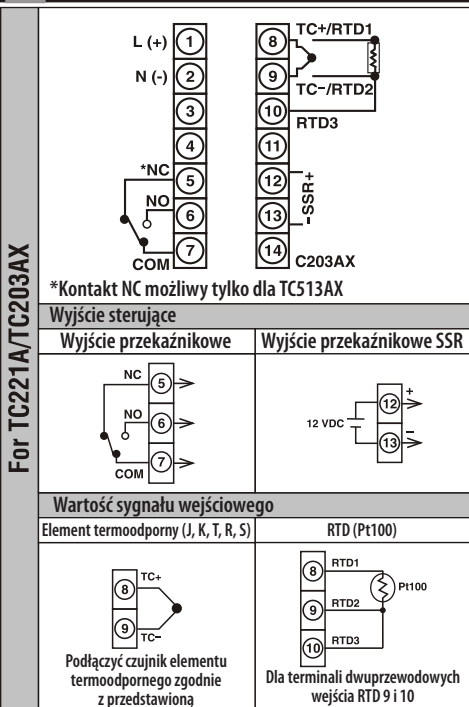 For TC221A/TC203AX
L (+) 1
N (-) 2
3
4
*NC 5
NO 6
COM 7
8 TC+/RTD1
9 TC-/RTD2
10 RTD3
11
12 +
SSR
13 -
14 C203AX
*Kontakt NC możliwy tylko dla TC513AX
Wyjście sterujące
Wyjście przekaźnikowe
NC 5
NO 6
COM 7
Wyjście przekaźnikowe SSR
12 +
12 VDC
13 -
Wartość sygnału wejściowego
Element termoodporny (J, K, T, R, S)
8 TC+
9 TC-
Podłączyć czujnik elementu
termoodpornego zgodnie
z przedstawioną
RTD (Pt100)
8 RTD1
Pt100
9 RTD2
10 RTD3
Dla terminali dwuprzewodowych
wejścia RTD 9 i 10